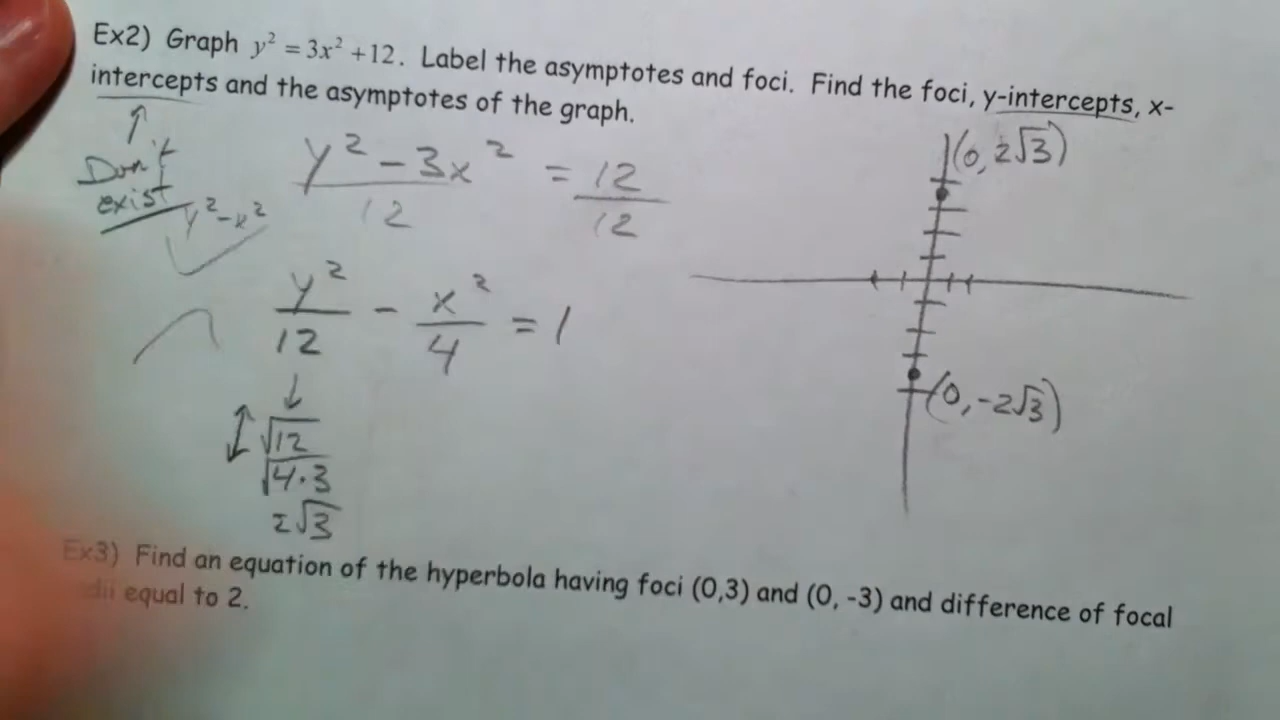 Ex2) Graph y² = 3x² + 12. Label the asymptotes and foci. Find the foci, y-intercepts, x-
intercepts and the asymptotes of the graph.
Don't
exist
y² - x²
y² - 3x² = 12
12 12
y² - x² = 1
12 4
√12
√4·3
2√3
(0, 2√3)
(0, -2√3)
Ex3) Find an equation of the hyperbola having foci (0,3) and (0, -3) and difference of focal
equal to 2.